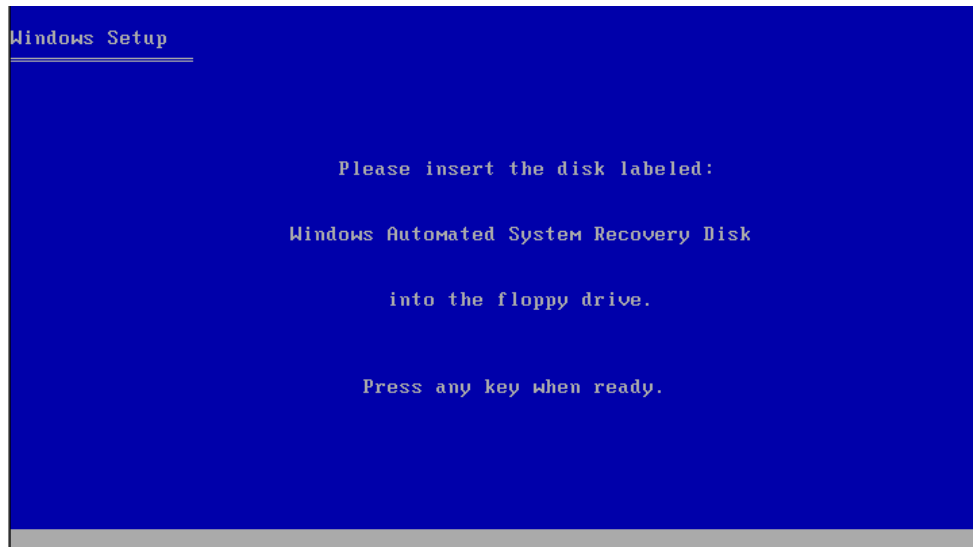 Windows Setup
Please insert the disk labeled:
Windows Automated System Recovery Disk
into the floppy drive.
Press any key when ready.